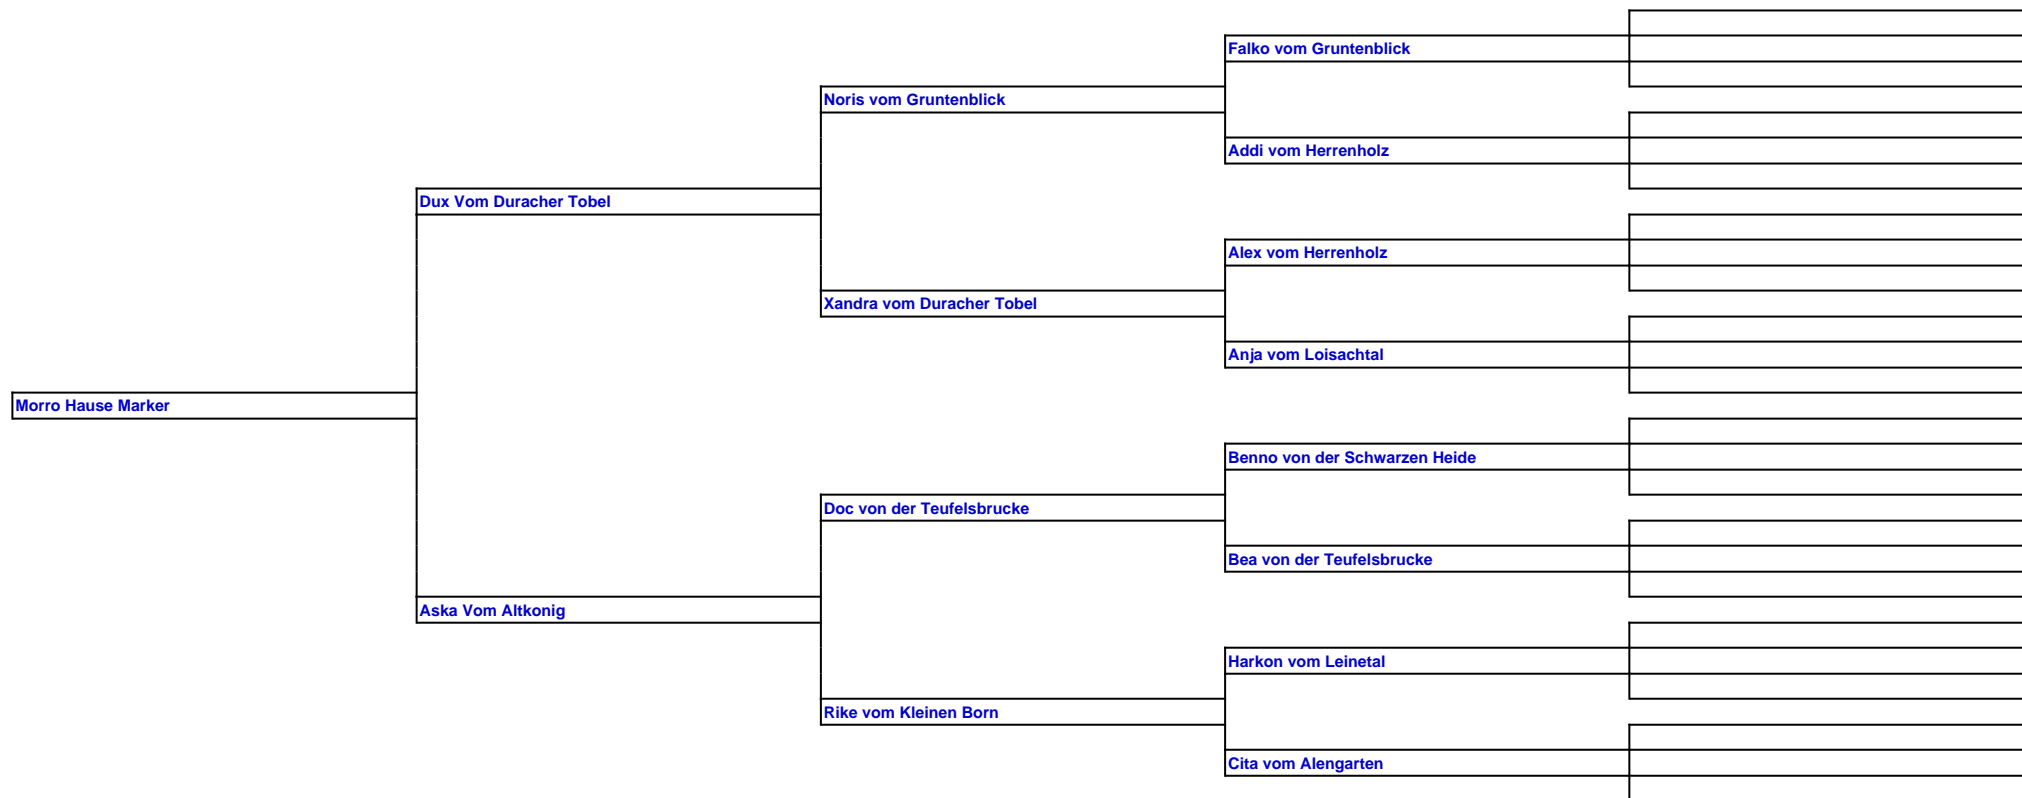 Falko vom Gruntenblick
Noris vom Gruntenblick
Addi vom Herrenholz
Dux Vom Duracher Tobel
Alex vom Herrenholz
Xandra vom Duracher Tobel
Anja vom Loisachtal
Morro Hause Marker
Benno von der Schwarzen Heide
Doc von der Teufelsbrucke
Bea von der Teufelsbrucke
Aska Vom Altkonig
Harkon vom Leinetal
Rike vom Kleinen Born
Cita vom Alengarten